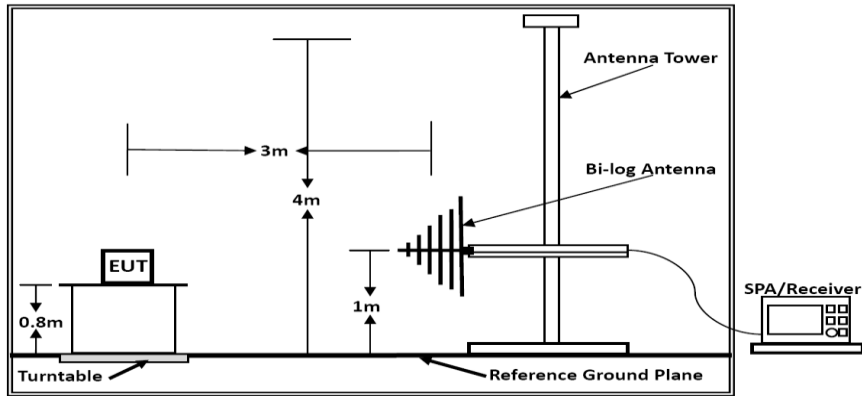 Antenna Tower
3m
Bi-log Antenna
4m
EUT
SPA/Receiver
0.8m
1m
Turntable
Reference Ground Plane